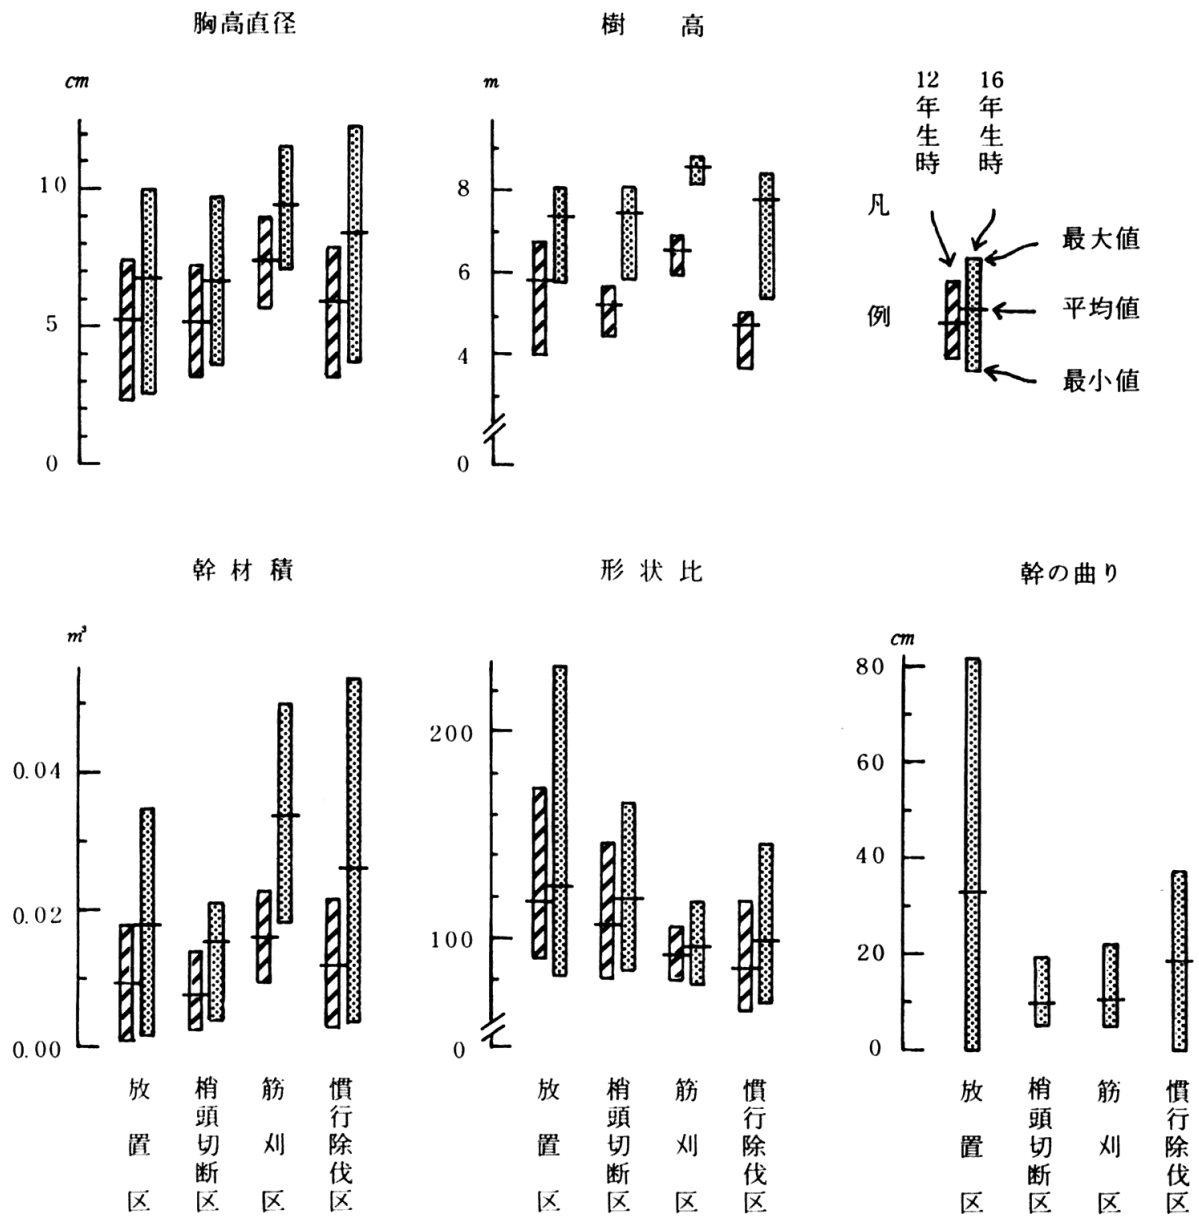 胸高直径
cm
10
5
0
樹高
m
8
6
4
0
12年生時
16年生時
凡例
最大値
平均値
最小値
幹材積
m³
0.04
0.02
0.00
放置区
梢頭切断区
筋刈区
慣行除伐区
形状比
200
100
0
放置区
梢頭切断区
筋刈区
慣行除伐区
幹の曲り
cm
80
60
40
20
0
放置区
梢頭切断区
筋刈区
慣行除伐区